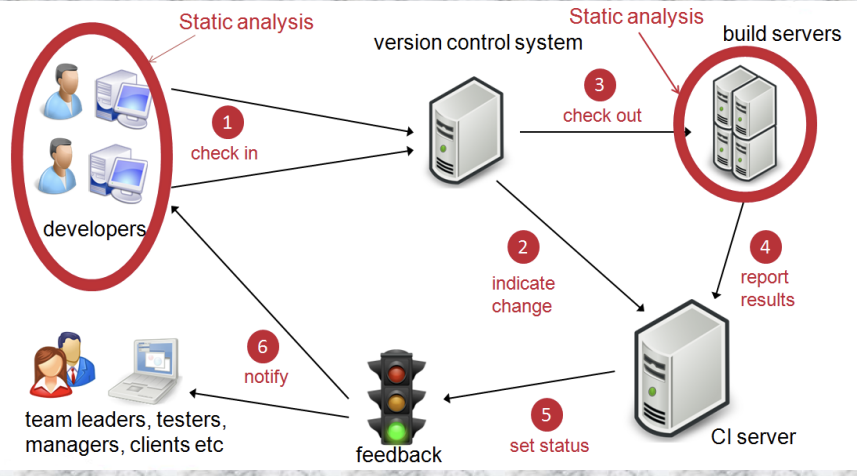 Static analysis
Static analysis
version control system
build servers
3
check out
1
check in
developers
2
indicate
change
4
report
results
6
notify
team leaders, testers,
managers, clients etc
feedback
5
set status
CI server